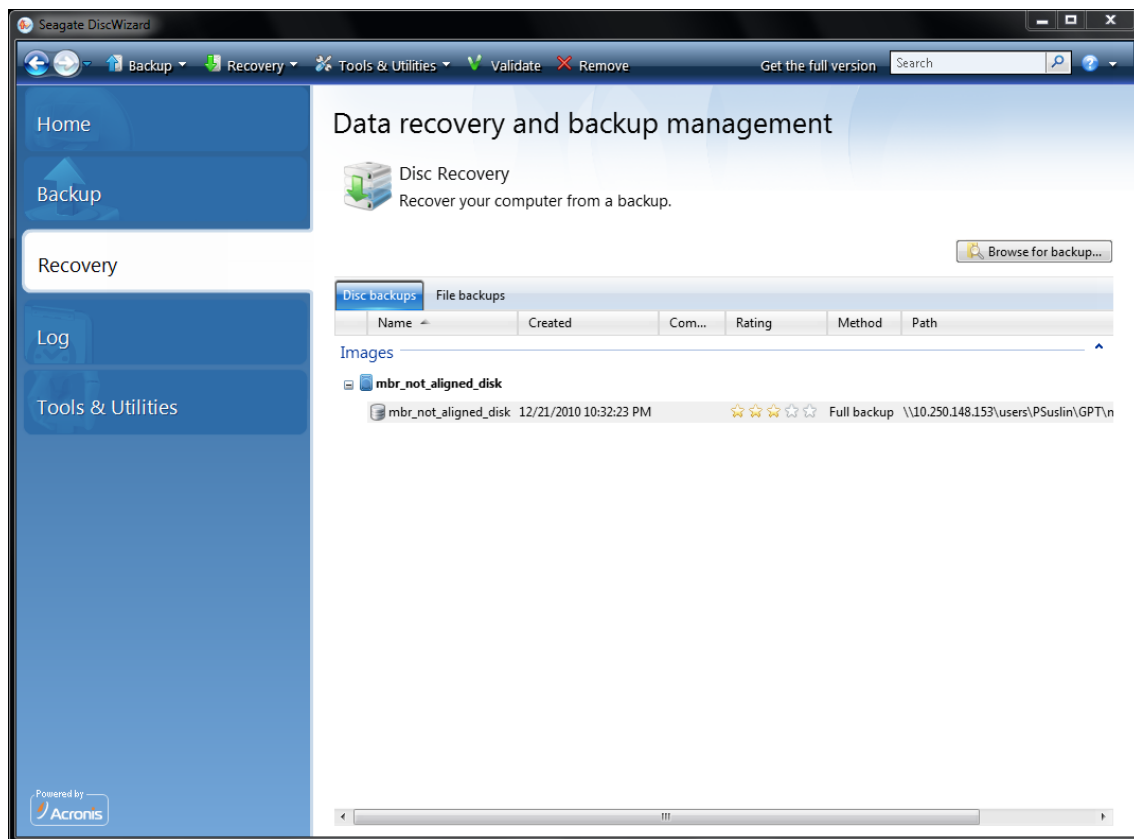 Seagate DiscWizard
Backup Recovery Tools & Utilities Validate Remove Get the full version Search
Home
Backup
Recovery
Log
Tools & Utilities
Powered by
Acronis
Data recovery and backup management
Disc Recovery
Recover your computer from a backup.
Browse for backup...
Disc backups File backups
Name Created Com... Rating Method Path
Images
mbr_not_aligned_disk
mbr_not_aligned_disk 12/21/2010 10:32:23 PM Full backup \\10.250.148.153\users\PSuslin\GPT\